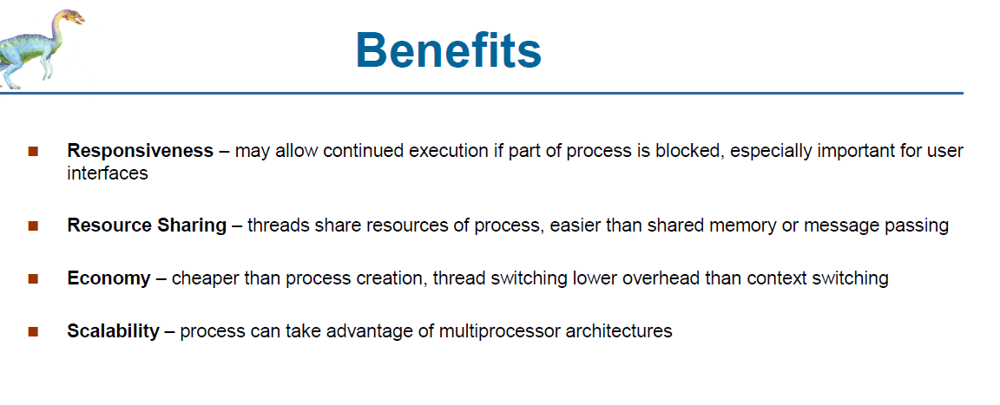 Benefits
Responsiveness – may allow continued execution if part of process is blocked, especially important for user
interfaces
Resource Sharing – threads share resources of process, easier than shared memory or message passing
Economy – cheaper than process creation, thread switching lower overhead than context switching
Scalability – process can take advantage of multiprocessor architectures